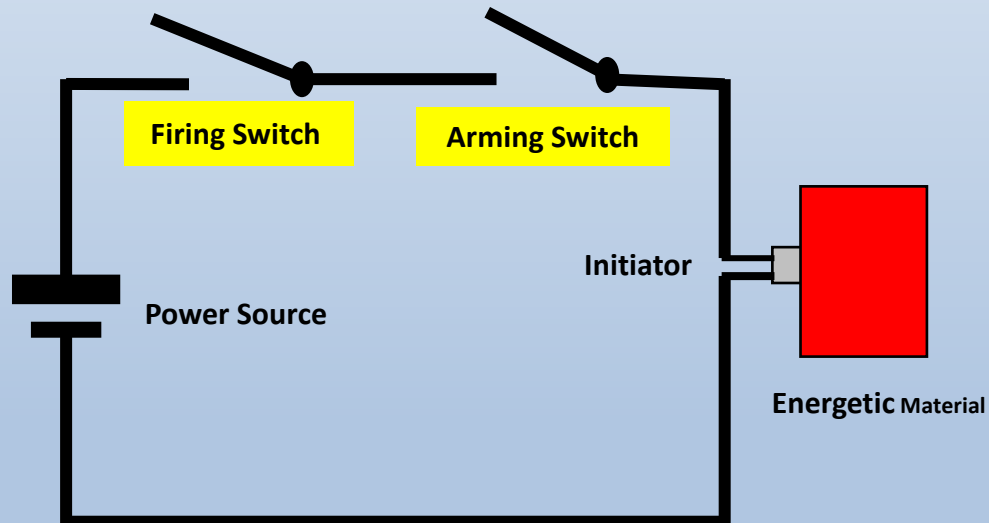 Firing Switch
Arming Switch
Initiator
Power Source
Energetic Material